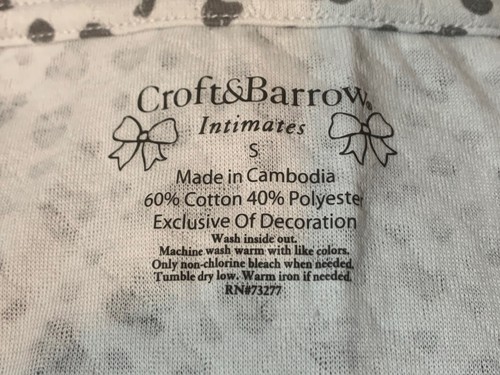 Croft&Barrow®
Intimates
S
Made in Cambodia
60% Cotton 40% Polyester
Exclusive Of Decoration
Wash inside out.
Machine wash warm with like colors.
Only non-chlorine bleach when needed.
Tumble dry low. Warm iron if needed.
RN#73277